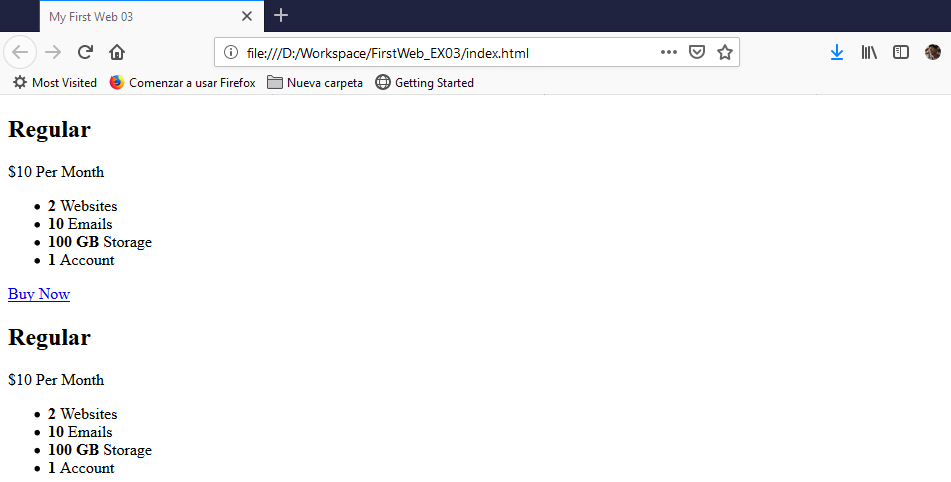 My First Web 03
file:///D:/Workspace/FirstWeb_EX03/index.html
Most Visited Comenzar a usar Firefox Nueva carpeta Getting Started
Regular
$10 Per Month
2 Websites
10 Emails
100 GB Storage
1 Account
Buy Now
Regular
$10 Per Month
2 Websites
10 Emails
100 GB Storage
1 Account